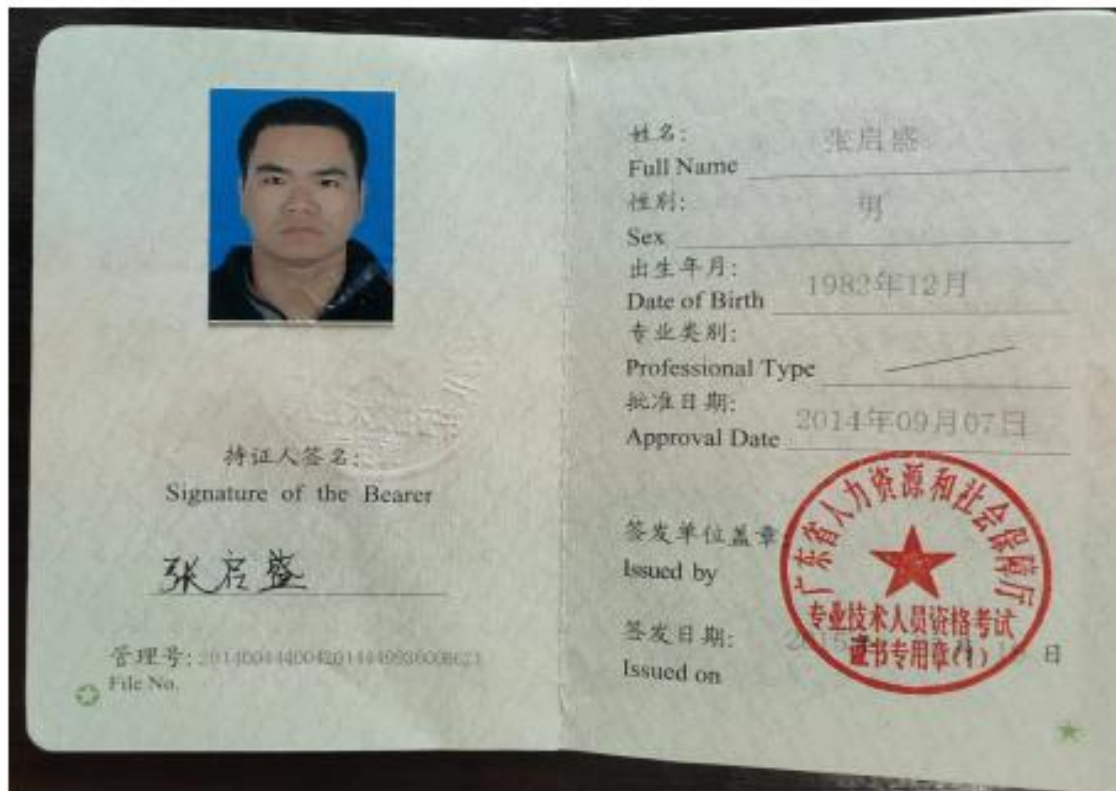 持证人签名:
Signature of the Bearer
张启盛
管理号:
File No.
姓名: 张启盛
Full Name
性别: 男
Sex
出生年月: 1982年12月
Date of Birth
专业类别:
Professional Type
批准日期: 2014年09月07日
Approval Date
签发单位盖章
Issued by
广东省人力资源和社会保障厅
专业技术人员资格考试
证书专用章(1)
签发日期: 日
Issued on